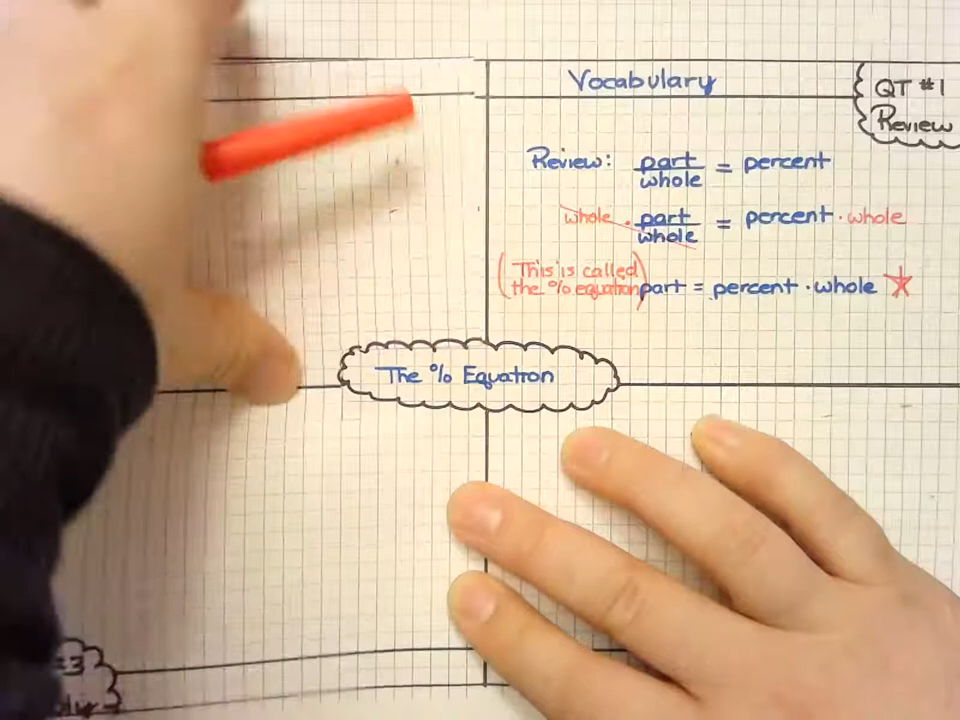 Vocabulary
QT #1
Review
Review: part/whole = percent
whole · part/whole = percent · whole
(This is called
the % equation) part = percent · whole ☆
The % Equation
#3